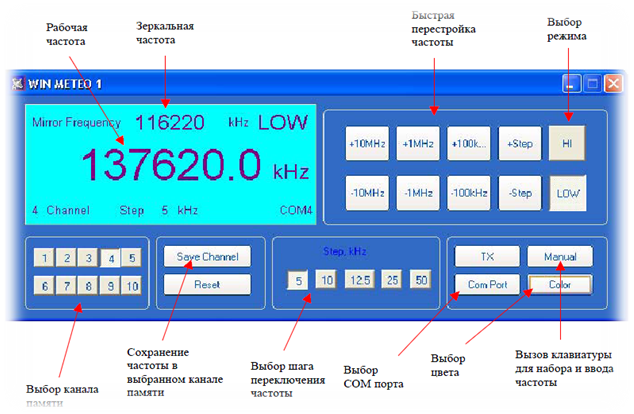 Рабочая
частота
Зеркальная
частота
Быстрая
перестройка
частоты
Выбор
режима
WIN METEO 1
Mirror Frequency 116220 kHz LOW
137620.0 kHz
4 Channel Step 5 kHz COM4
+10MHz +1MHz +100k... +Step HI
-10MHz -1MHz -100kHz -Step LOW
1 2 3 4 5
6 7 8 9 10
Save Channel
Reset
Step, kHz
5 10 12.5 25 50
TX Manual
Com Port Color
Выбор канала
памяти
Сохранение
частоты в
выбранном канале
памяти
Выбор шага
переключения
частоты
Выбор
COM порта
Выбор
цвета
Вызов клавиатуры
для набора и ввода
частоты